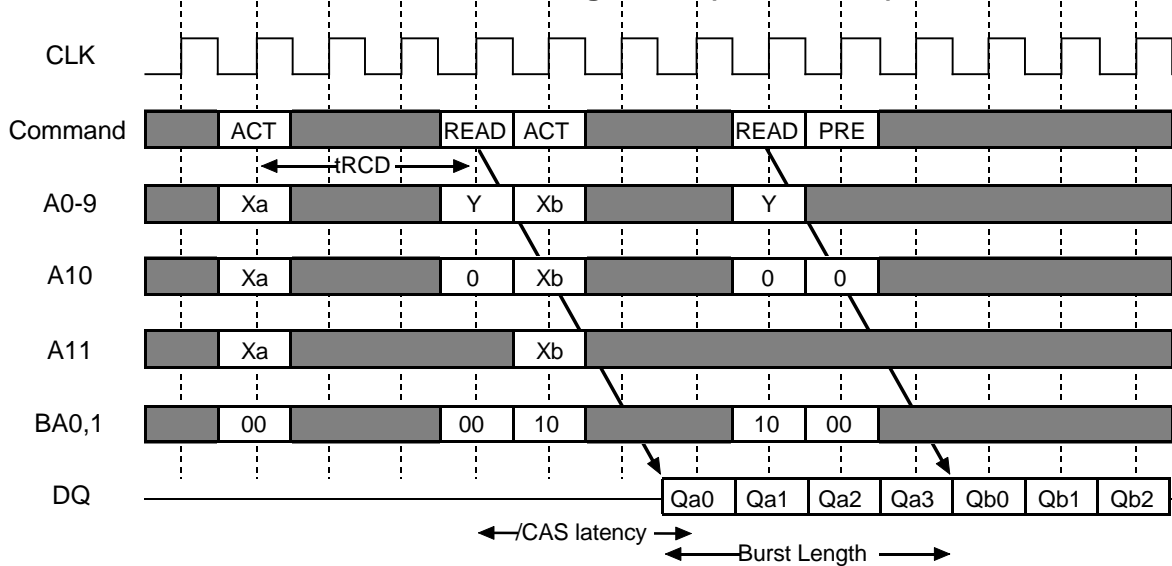 CLK
Command ACT READ ACT READ PRE
tRCD
A0-9 Xa Y Xb Y
A10 Xa 0 Xb 0 0
A11 Xa Xb
BA0,1 00 00 10 10 00
DQ Qa0 Qa1 Qa2 Qa3 Qb0 Qb1 Qb2
/CAS latency
Burst Length